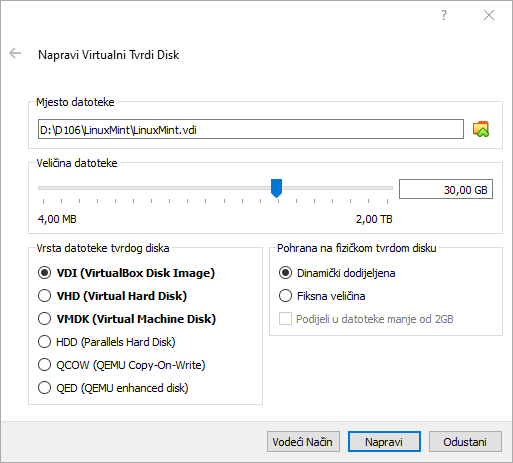 ?
Napravi Virtualni Tvrdi Disk
Mjesto datoteke
D:\D106\LinuxMint\LinuxMint.vdi
Veličina datoteke
30,00 GB
4,00 MB 2,00 TB
Vrsta datoteke tvrdog diska
VDI (VirtualBox Disk Image)
VHD (Virtual Hard Disk)
VMDK (Virtual Machine Disk)
HDD (Parallels Hard Disk)
QCOW (QEMU Copy-On-Write)
QED (QEMU enhanced disk)
Pohrana na fizičkom tvrdom disku
Dinamički dodijeljena
Fiksna veličina
Podijeli u datoteke manje od 2GB
Vodeći Način Napravi Odustani